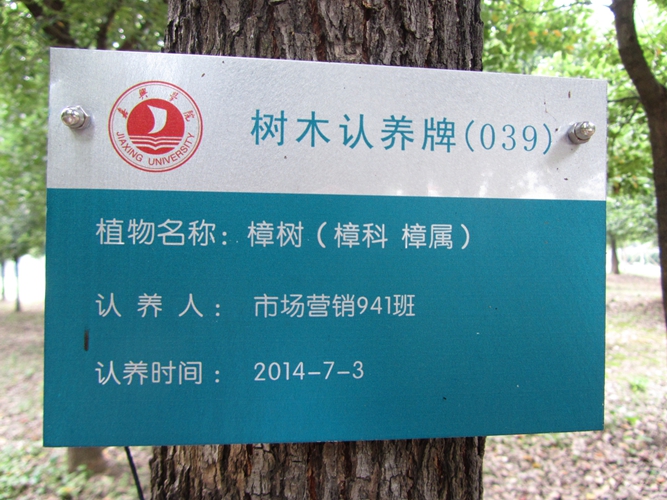 嘉興学院
JIAXING UNIVERSITY
树木认养牌(039)
植物名称：樟树（樟科 樟属）
认 养 人： 市场营销941班
认养时间： 2014-7-3